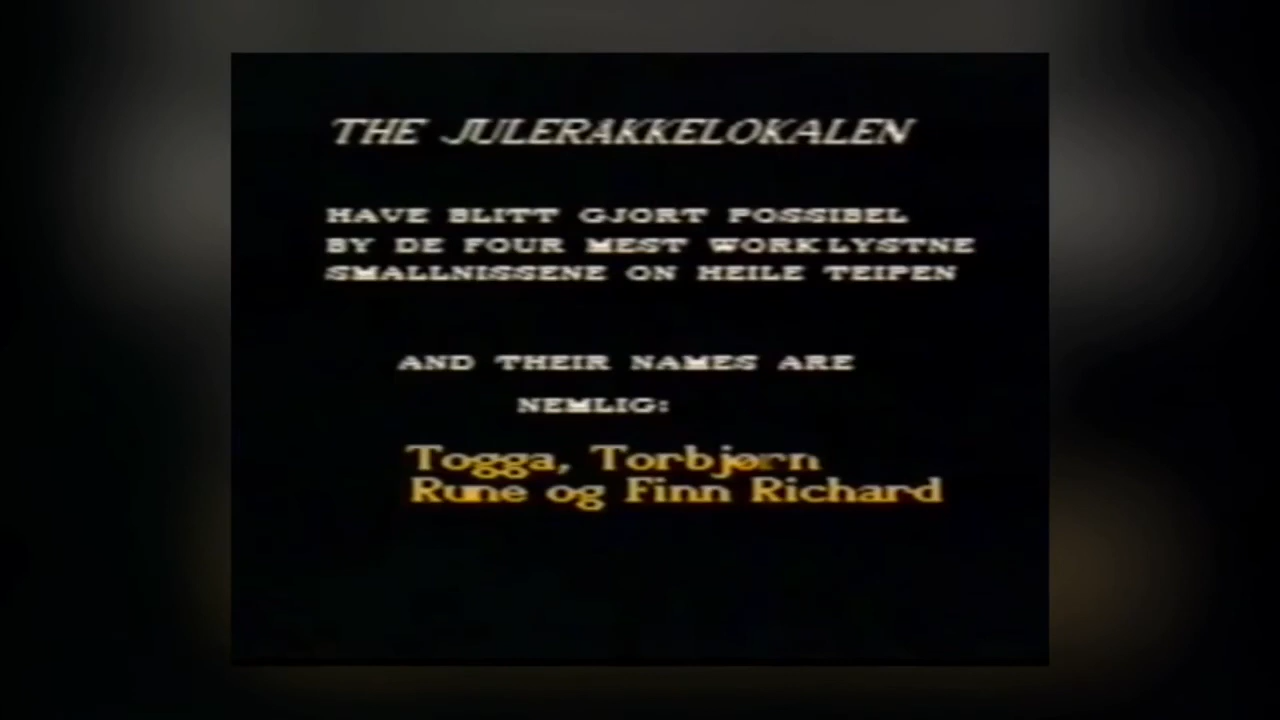 THE JULERAKKELOKALEN
HAVE BLITT GJORT POSSIBEL
BY DE FOUR MEST WORKLYSTNE
SMALLNISSENE ON HEILE TEIPEN
AND THEIR NAMES ARE
NEMLIG:
Togga, Torbjørn
Rune og Finn Richard